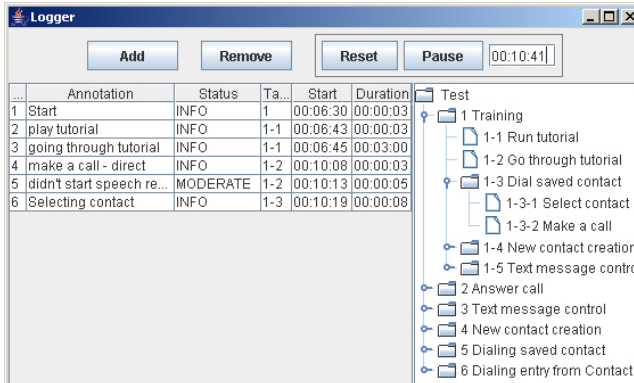 Logger
Add Remove Reset Pause 00:10:41
... Annotation Status Ta... Start Duration
1 Start INFO 1 00:06:30 00:00:03
2 play tutorial INFO 1-1 00:06:43 00:00:03
3 going through tutorial INFO 1-1 00:06:45 00:03:00
4 make a call - direct INFO 1-2 00:10:08 00:00:03
5 didn't start speech re... MODERATE 1-2 00:10:13 00:00:05
6 Selecting contact INFO 1-3 00:10:19 00:00:08
Test
1 Training
1-1 Run tutorial
1-2 Go through tutorial
1-3 Dial saved contact
1-3-1 Select contact
1-3-2 Make a call
1-4 New contact creation
1-5 Text message contro
2 Answer call
3 Text message control
4 New contact creation
5 Dialing saved contact
6 Dialing entry from Contact